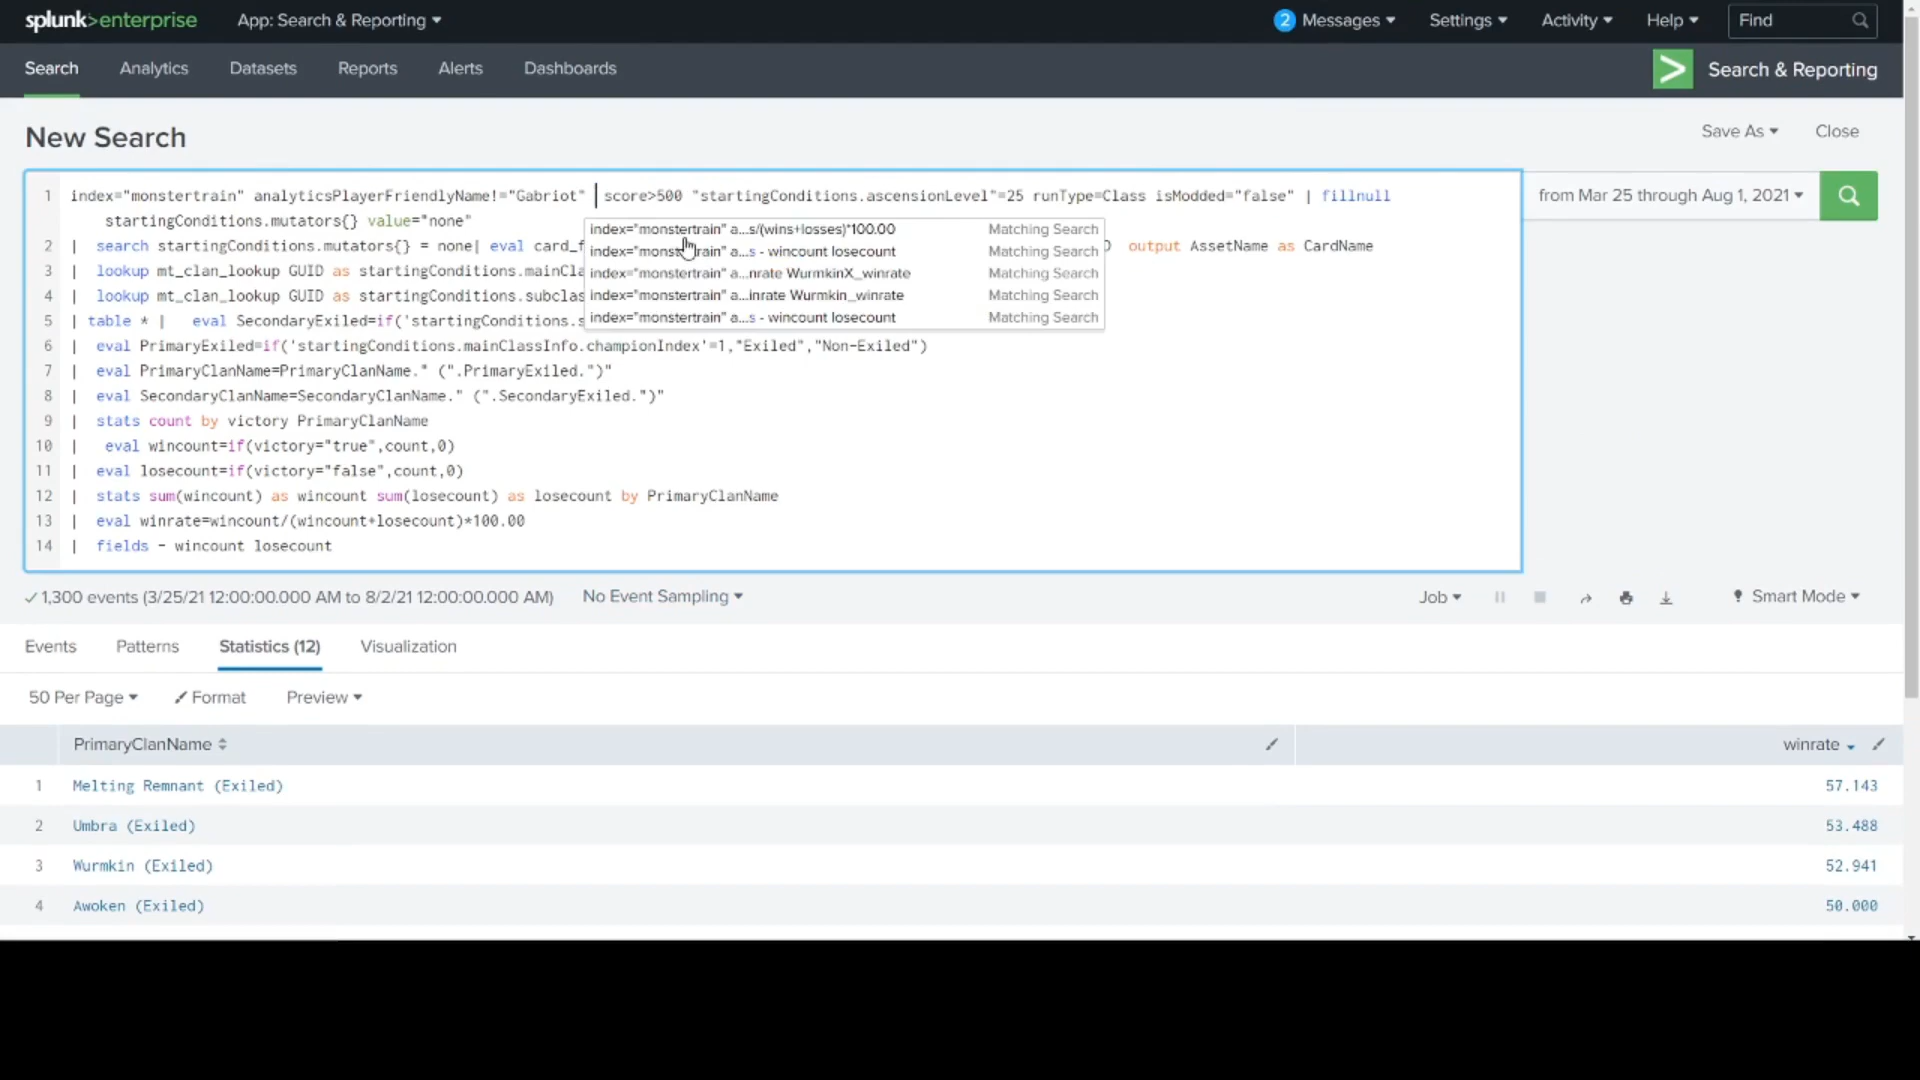 splunk>enterprise App: Search & Reporting 2 Messages Settings Activity Help Find
Search Analytics Datasets Reports Alerts Dashboards Search & Reporting
New Search Save As Close
1 index="monstertrain" analyticsPlayerFriendlyName!="Gabriot" score>500 "startingConditions.ascensionLevel"=25 runType=Class isModded="false" | fillnull from Mar 25 through Aug 1, 2021
startingConditions.mutators{} value="none"
index="monstertrain" a...s/(wins+losses)*100.00 Matching Search
2 | search startingConditions.mutators{} = none| eval card_f output AssetName as CardName
index="monstertrain" a...s - wincount losecount Matching Search
3 | lookup mt_clan_lookup GUID as startingConditions.mainCla
index="monstertrain" a...nrate WurmkinX_winrate Matching Search
4 | lookup mt_clan_lookup GUID as startingConditions.subclas
index="monstertrain" a...inrate Wurmkin_winrate Matching Search
5 | table * | eval SecondaryExiled=if('startingConditions.s
index="monstertrain" a...s - wincount losecount Matching Search
6 | eval PrimaryExiled=if('startingConditions.mainClassInfo.championIndex'=1,"Exiled","Non-Exiled")
7 | eval PrimaryClanName=PrimaryClanName." (".PrimaryExiled.")"
8 | eval SecondaryClanName=SecondaryClanName." (".SecondaryExiled.")"
9 | stats count by victory PrimaryClanName
10 | eval wincount=if(victory="true",count,0)
11 | eval losecount=if(victory="false",count,0)
12 | stats sum(wincount) as wincount sum(losecount) as losecount by PrimaryClanName
13 | eval winrate=wincount/(wincount+losecount)*100.00
14 | fields - wincount losecount
1,300 events (3/25/21 12:00:00.000 AM to 8/2/21 12:00:00.000 AM) No Event Sampling Job Smart Mode
Events Patterns Statistics (12) Visualization
50 Per Page Format Preview
PrimaryClanName winrate
1 Melting Remnant (Exiled) 57.143
2 Umbra (Exiled) 53.488
3 Wurmkin (Exiled) 52.941
4 Awoken (Exiled) 50.000